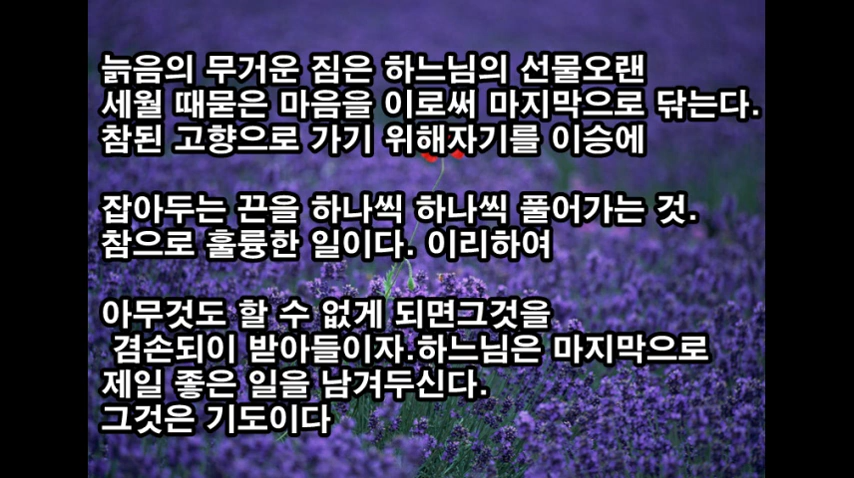 늙음의 무거운 짐은 하느님의 선물오랜
세월 때묻은 마음을 이로써 마지막으로 닦는다.
참된 고향으로 가기 위해자기를 이승에
잡아두는 끈을 하나씩 하나씩 풀어가는 것.
참으로 훌륭한 일이다. 이리하여
아무것도 할 수 없게 되면그것을
겸손되이 받아들이자.하느님은 마지막으로
제일 좋은 일을 남겨두신다.
그것은 기도이다